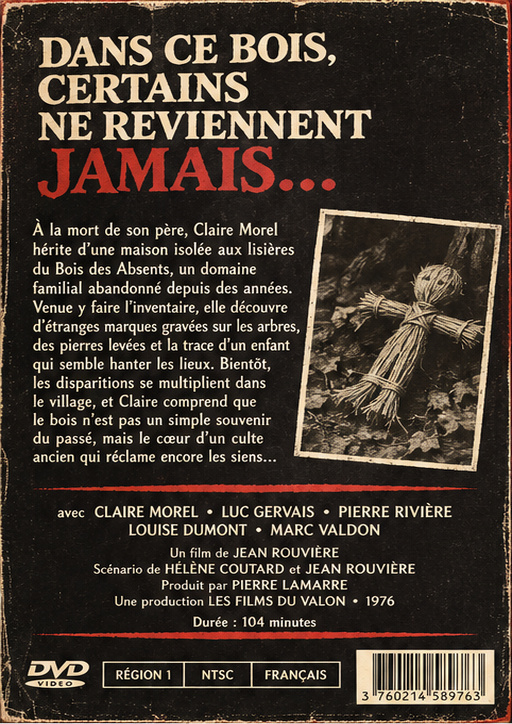 DANS CE BOIS,
CERTAINS
NE REVIENNENT
JAMAIS...
À la mort de son père, Claire Morel
hérite d'une maison isolée aux lisières
du Bois des Absents, un domaine
familial abandonné depuis des années.
Venue y faire l'inventaire, elle découvre
d'étranges marques gravées sur les arbres,
des pierres levées et la trace d'un enfant
qui semble hanter les lieux. Bientôt,
les disparitions se multiplient dans
le village, et Claire comprend que
le bois n'est pas un simple souvenir
du passé, mais le cœur d'un culte
ancien qui réclame encore les siens...
avec CLAIRE MOREL • LUC GERVAIS • PIERRE RIVIÈRE
LOUISE DUMONT • MARC VALDON
Un film de JEAN ROUVIÈRE
Scénario de HÉLÈNE COUTARD et JEAN ROUVIÈRE
Produit par PIERRE LAMARRE
Une production LES FILMS DU VALON • 1976
Durée : 104 minutes
DVD
VIDEO
RÉGION 1 | NTSC | FRANÇAIS
3 760214 589763